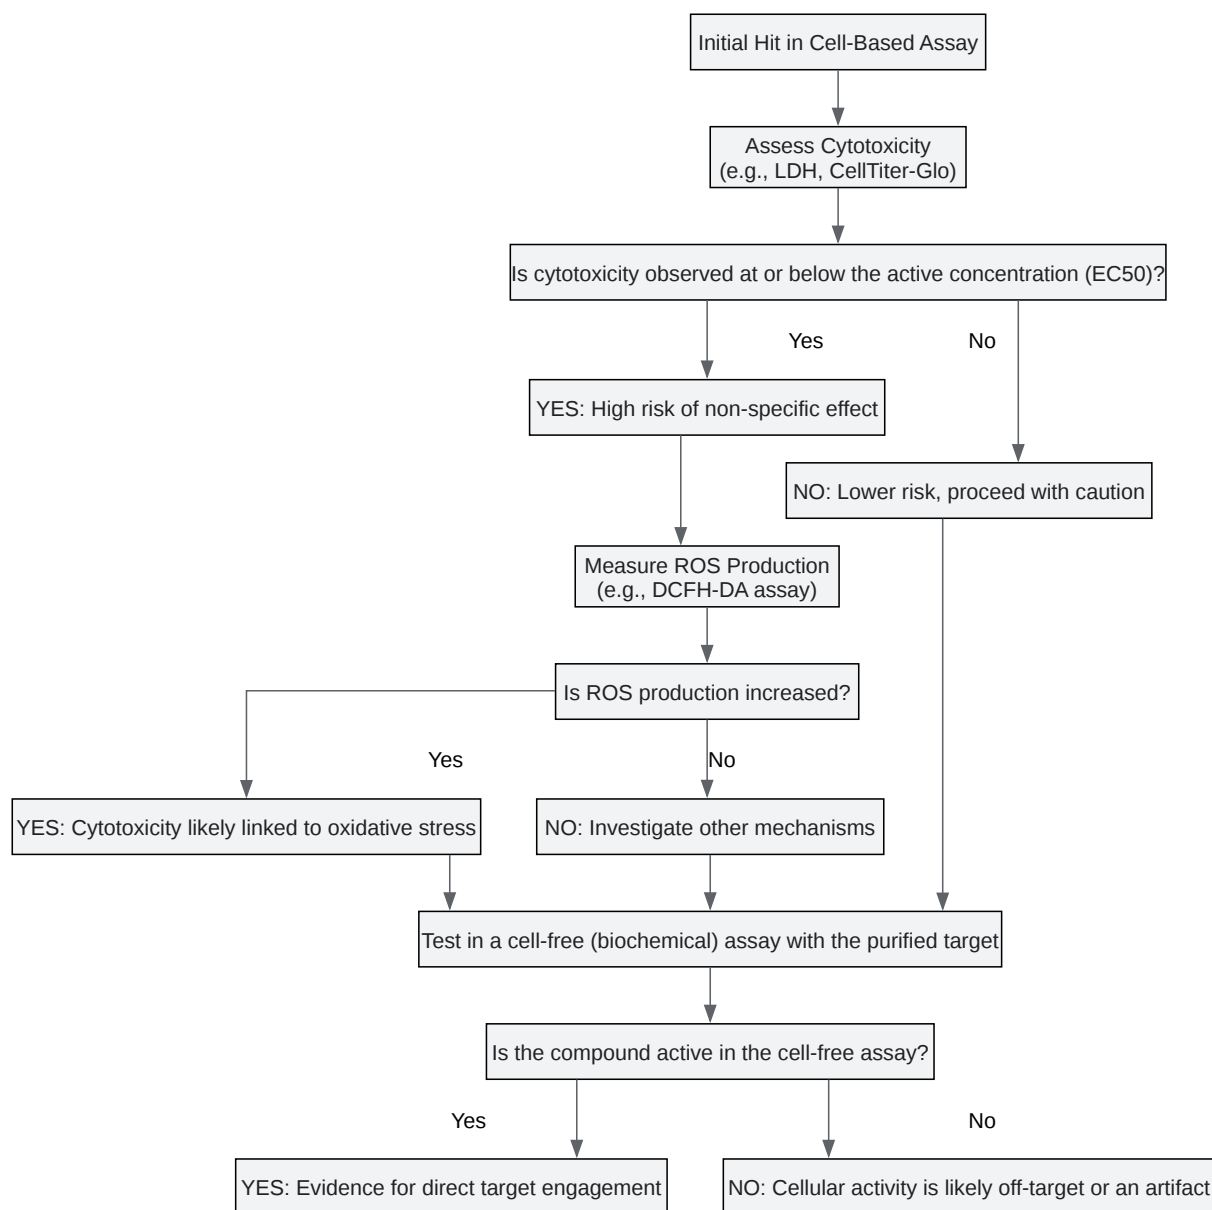 Initial Hit in Cell-Based Assay
Assess Cytotoxicity
(e.g., LDH, CellTiter-Glo)
Is cytotoxicity observed at or below the active concentration (EC50)?
Yes
No
YES: High risk of non-specific effect
NO: Lower risk, proceed with caution
Measure ROS Production
(e.g., DCFH-DA assay)
Is ROS production increased?
Yes
No
YES: Cytotoxicity likely linked to oxidative stress
NO: Investigate other mechanisms
Test in a cell-free (biochemical) assay with the purified target
Is the compound active in the cell-free assay?
Yes
No
YES: Evidence for direct target engagement
NO: Cellular activity is likely off-target or an artifact